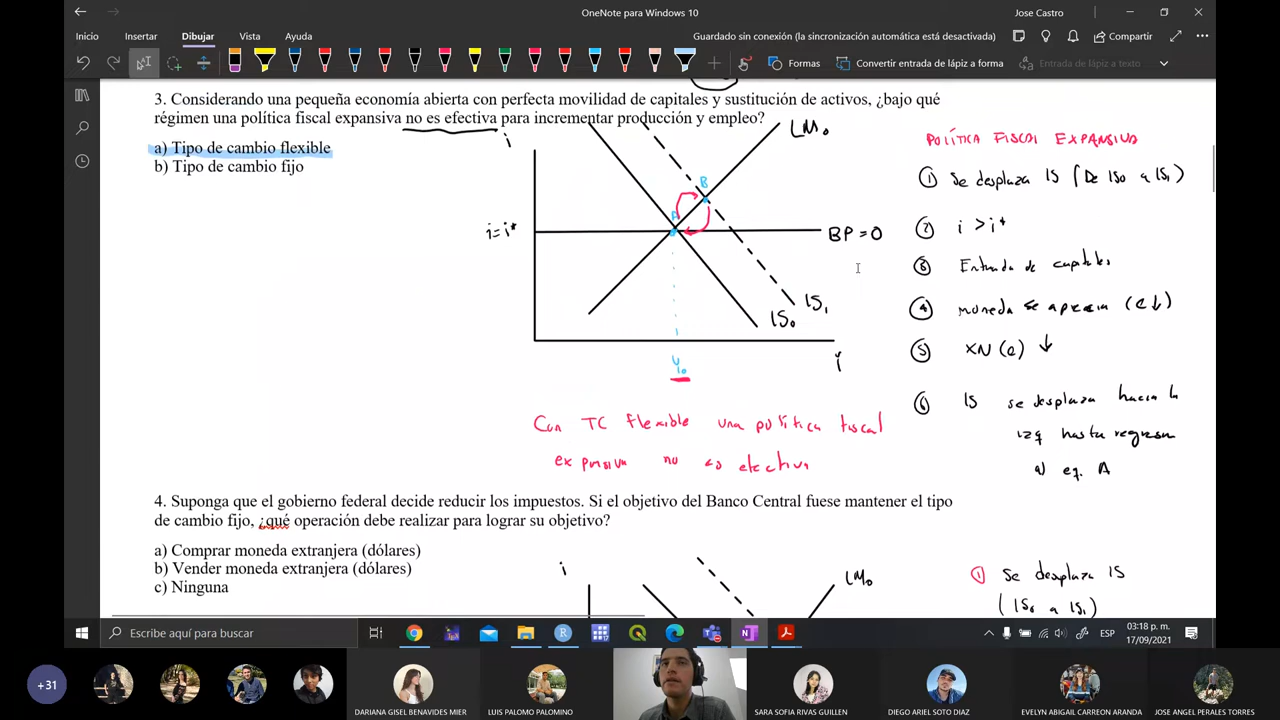 OneNote para Windows 10
Jose Castro
Inicio
Insertar
Dibujar
Vista
Ayuda
Guardado sin conexión (la sincronización automática está desactivada)
Compartir
Formas
Convertir entrada de lápiz a forma
Entrada de lápiz a texto
3. Considerando una pequeña economía abierta con perfecta movilidad de capitales y sustitución de activos, ¿bajo qué
régimen una política fiscal expansiva no es efectiva para incrementar producción y empleo?
a) Tipo de cambio flexible
b) Tipo de cambio fijo
i
LM₀
B
A
i=i*
BP=0
IS₁
IS₀
Y₀
Con TC flexible una política fiscal
expansiva no es efectiva
POLÍTICA FISCAL EXPANSIVA
① Se desplaza IS (De IS0 a IS₁)
② i > i*
③ Entrada de capitales
④ moneda se aprecia (e↓)
⑤ XN (e) ↓
⑥ IS se desplaza hacia la
izq hasta regresar
al eq. A
4. Suponga que el gobierno federal decide reducir los impuestos. Si el objetivo del Banco Central fuese mantener el tipo
de cambio fijo, ¿qué operación debe realizar para lograr su objetivo?
a) Comprar moneda extranjera (dólares)
b) Vender moneda extranjera (dólares)
c) Ninguna
i
LM₀
① Se desplaza IS
(IS₀ a IS₁)
Escribe aquí para buscar
ESP
03:18 p. m.
17/09/2021
+31
DARIANA GISEL BENAVIDES MIER
LUIS PALOMO PALOMINO
SARA SOFIA RIVAS GUILLEN
DIEGO ARIEL SOTO DIAZ
EVELYN ABIGAIL CARREON ARANDA
JOSE ANGEL PERALES TORRES